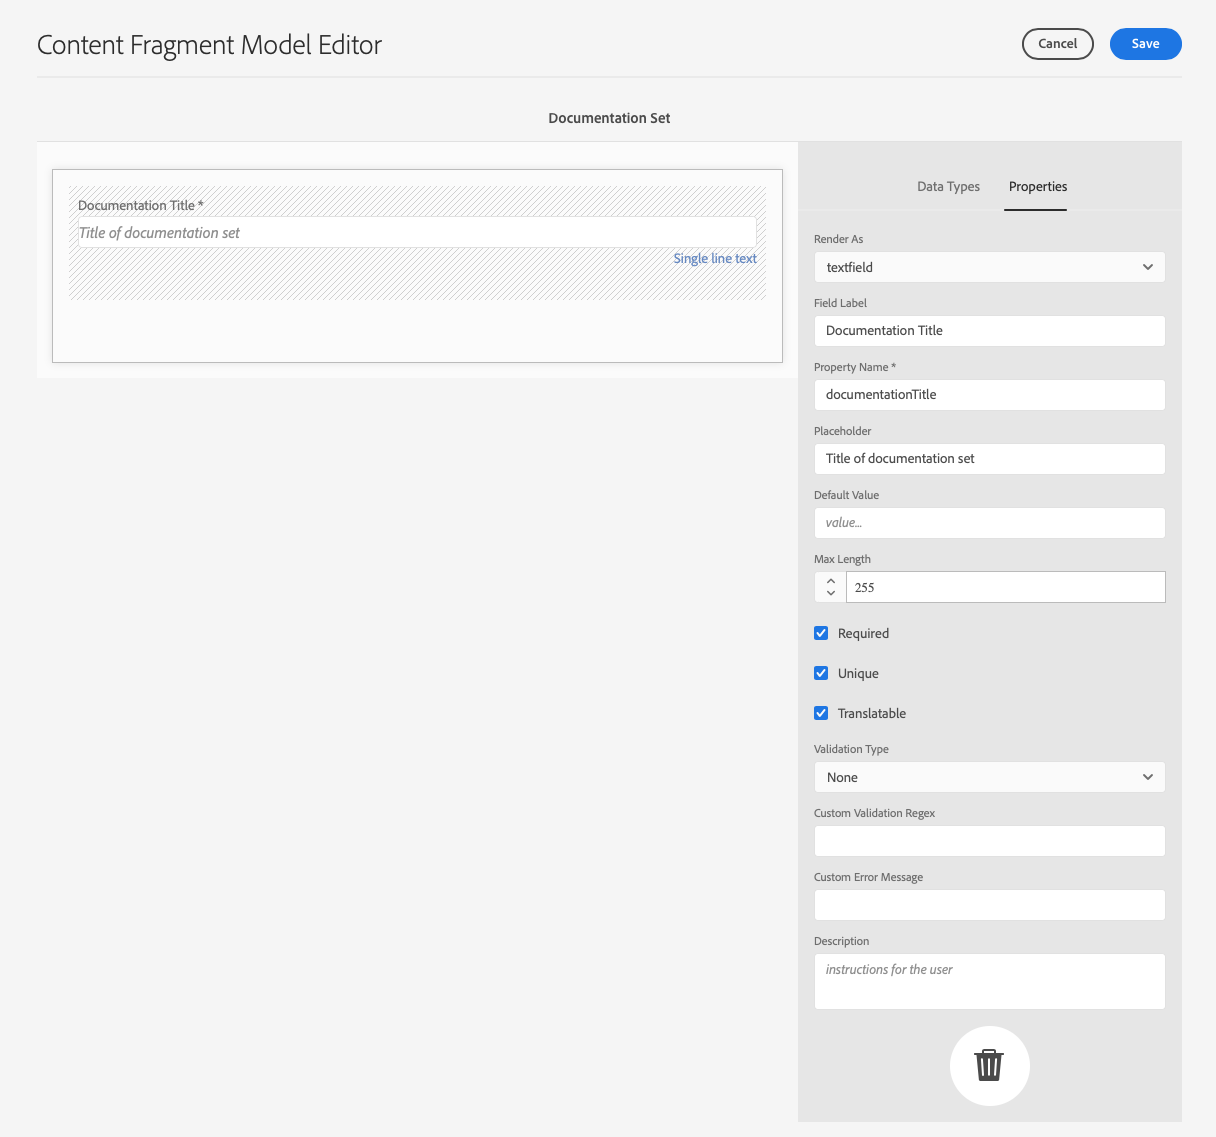 Content Fragment Model Editor
Cancel
Save
Documentation Set
Documentation Title *
Title of documentation set
Single line text
Data Types
Properties
Render As
textfield
Field Label
Documentation Title
Property Name *
documentationTitle
Placeholder
Title of documentation set
Default Value
value...
Max Length
255
Required
Unique
Translatable
Validation Type
None
Custom Validation Regex
Custom Error Message
Description
instructions for the user